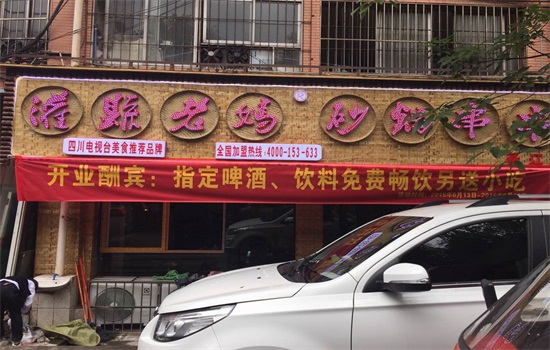 灌县老妈砂锅串串
四川电视台美食推荐品牌
全国加盟热线:4000-153-633
开业酬宾：指定啤酒、饮料免费畅饮另送小吃